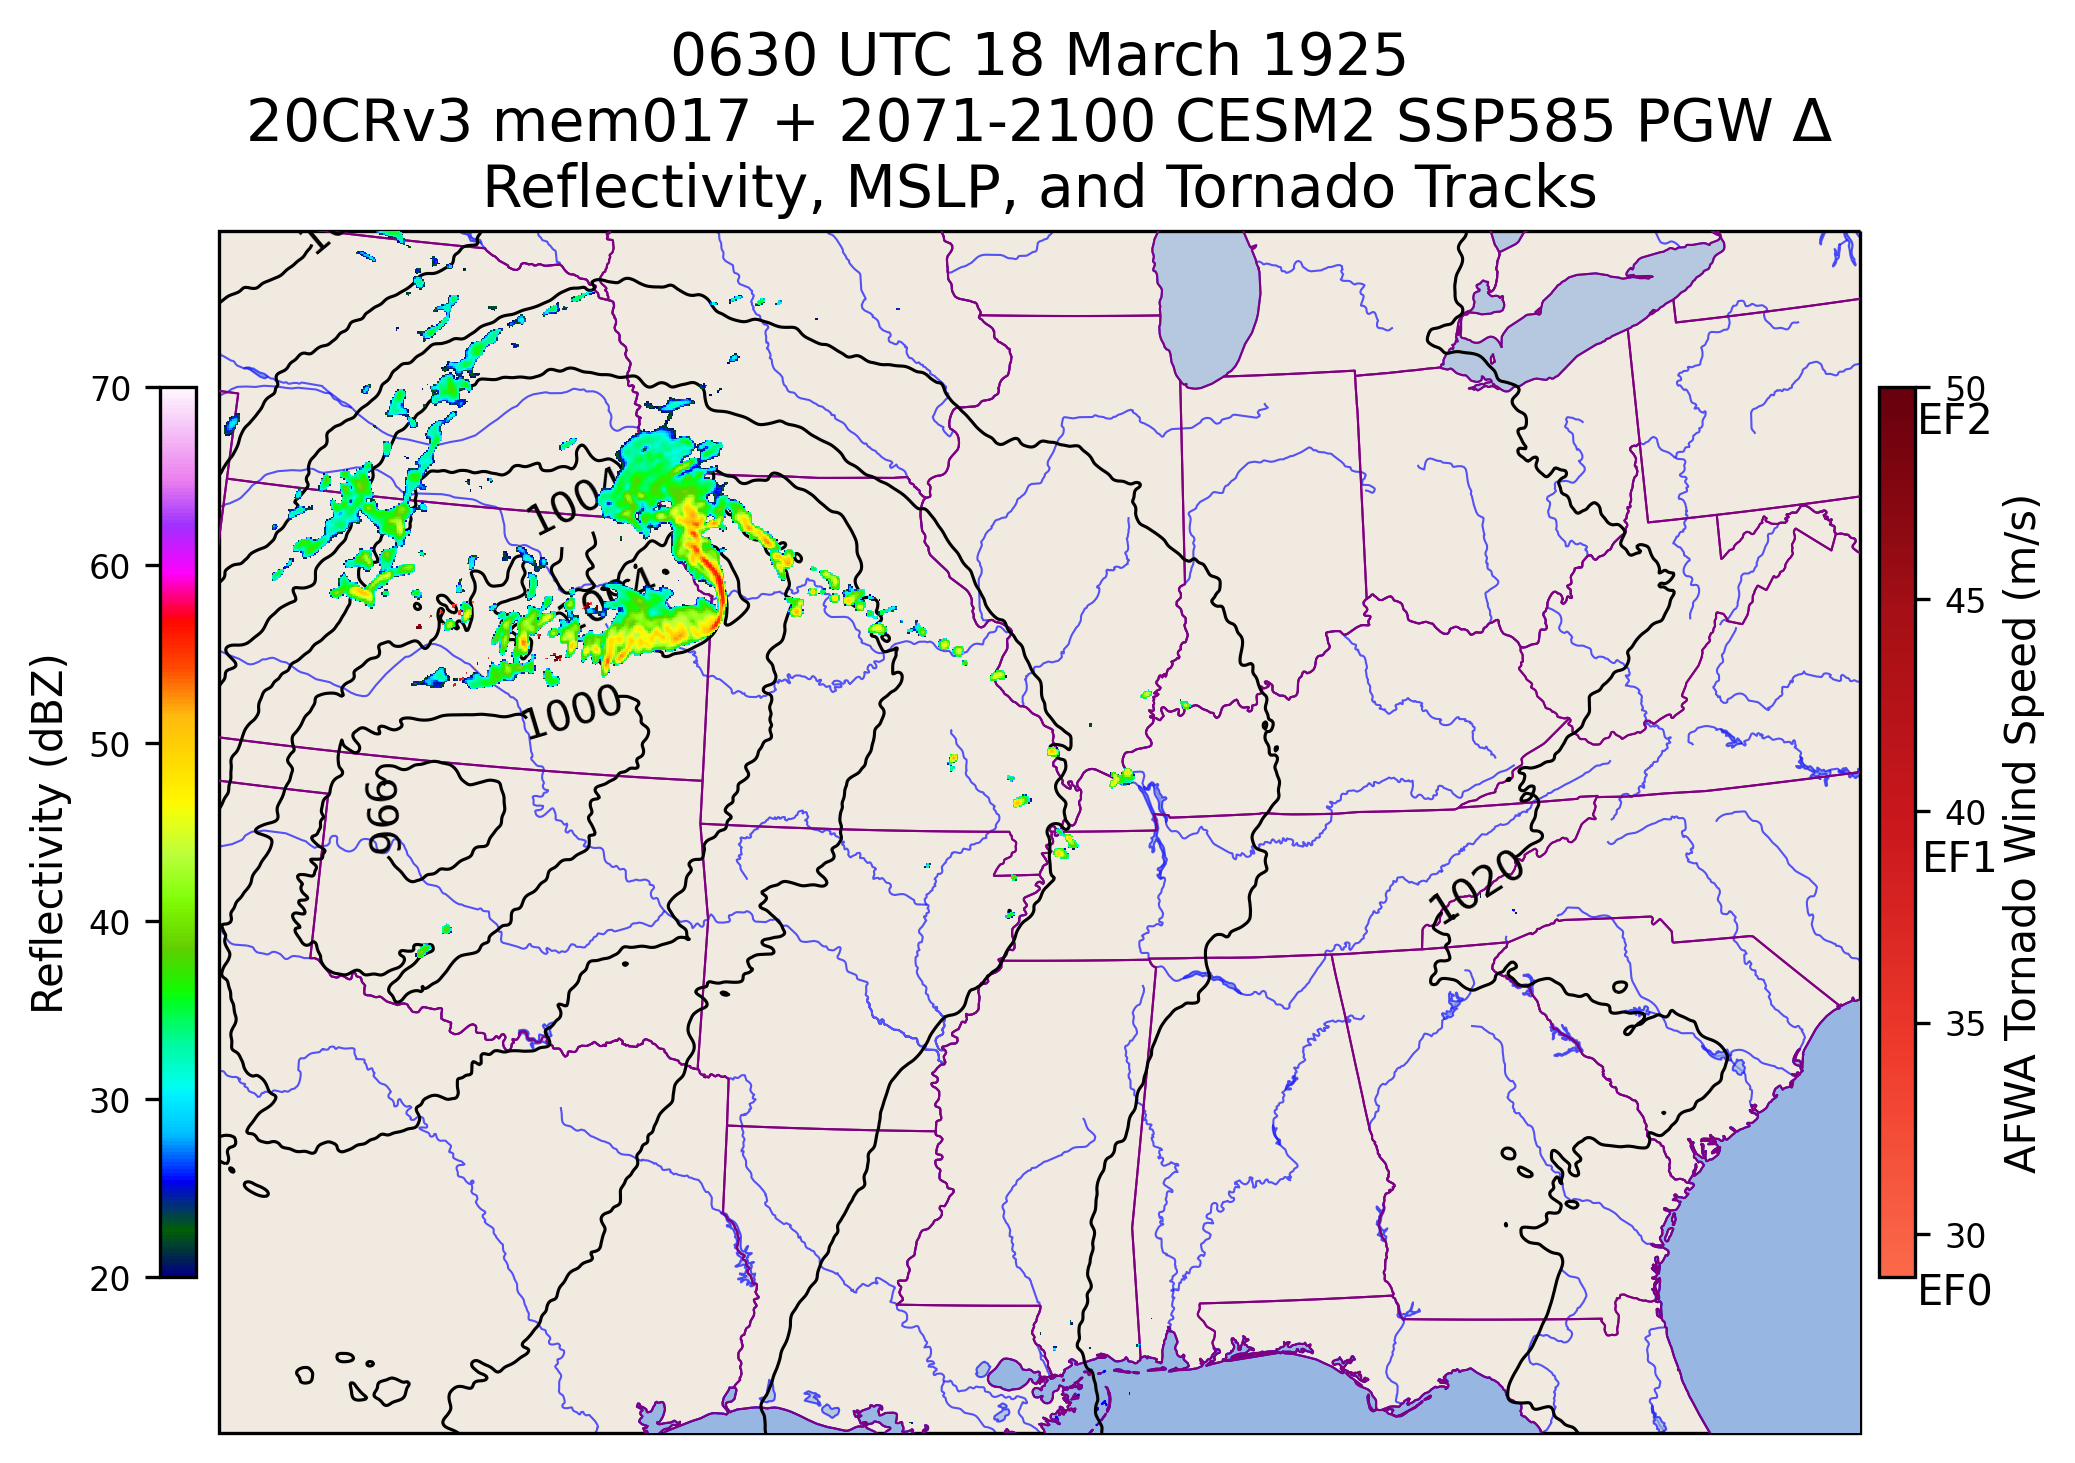 0630 UTC 18 March 1925
20CRv3 mem017 + 2071-2100 CESM2 SSP585 PGW Δ
Reflectivity, MSLP, and Tornado Tracks
70
60
50
40
30
20
Reflectivity (dBZ)
1004
1000
996
1020
50
EF2
45
40
EF1
35
30
EF0
AFWA Tornado Wind Speed (m/s)